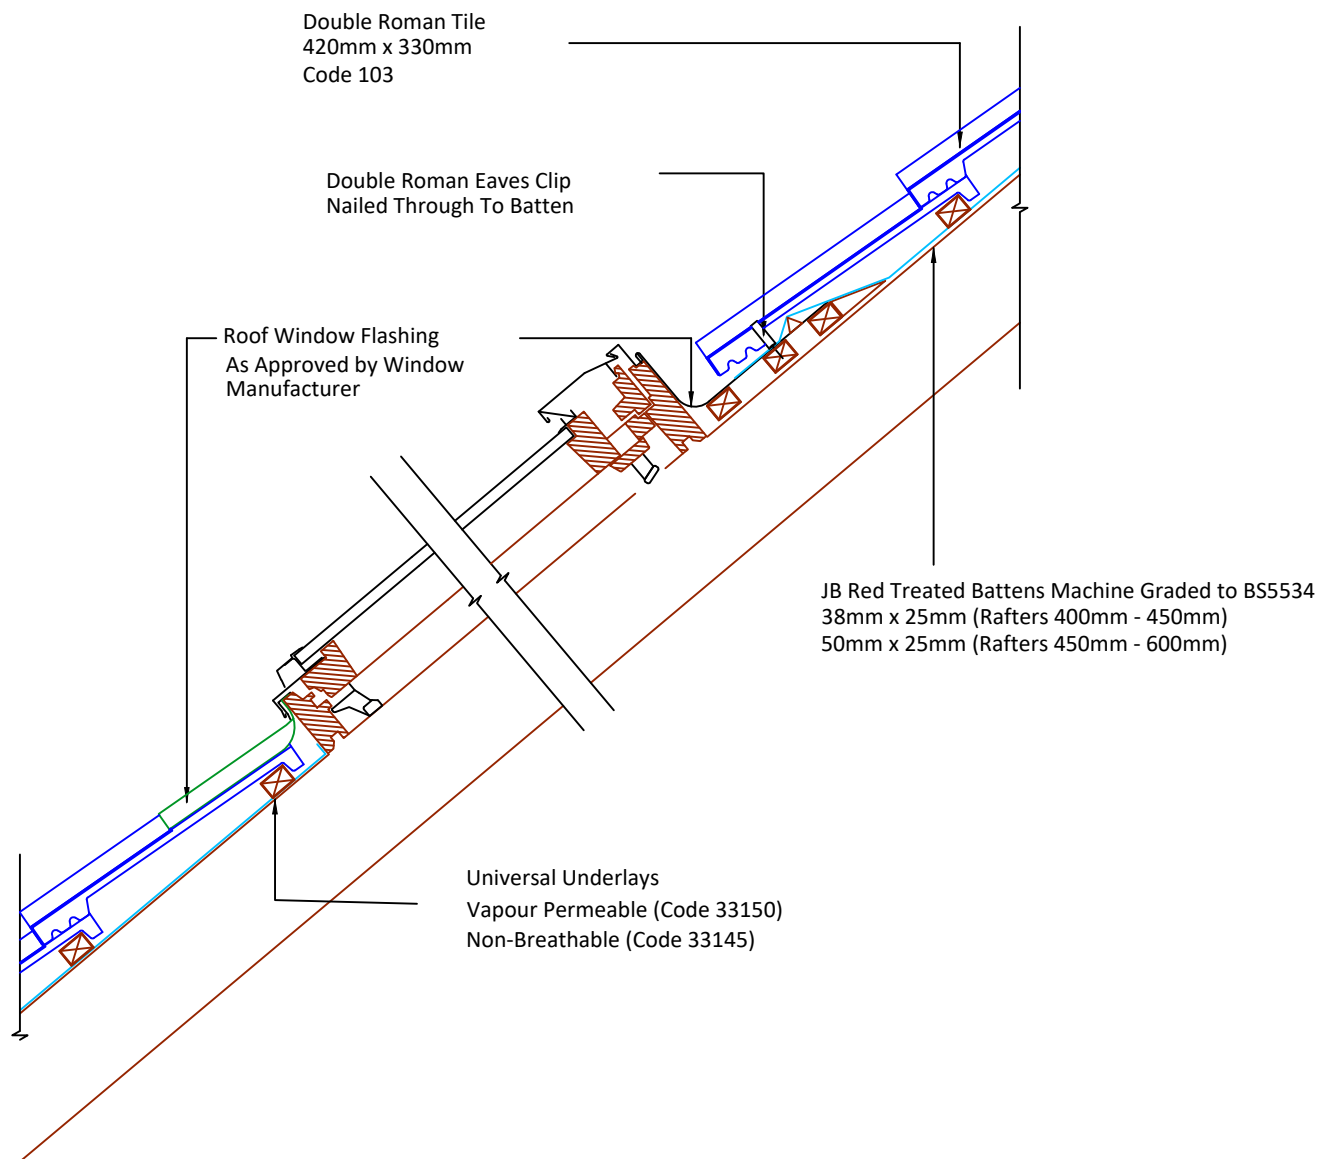 Double Roman Tile
420mm x 330mm
Code 103
Double Roman Eaves Clip
Nailed Through To Batten
Roof Window Flashing
As Approved by Window
Manufacturer
JB Red Treated Battens Machine Graded to BS5534
38mm x 25mm (Rafters 400mm - 450mm)
50mm x 25mm (Rafters 450mm - 600mm)
Universal Underlays
Vapour Permeable (Code 33150)
Non-Breathable (Code 33145)